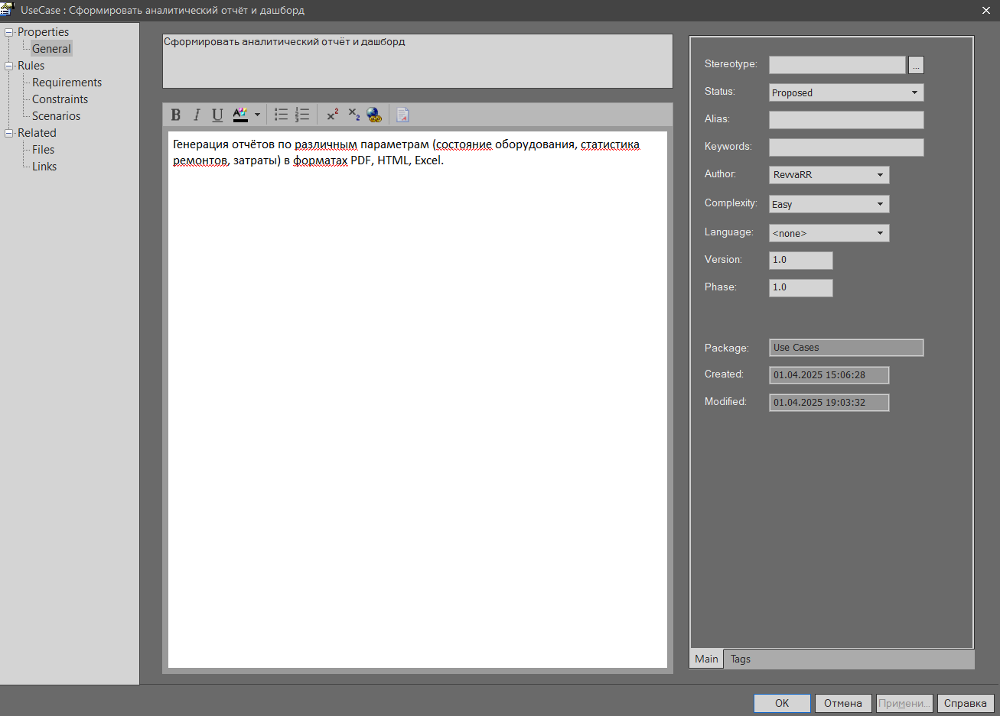 UseCase : Сформировать аналитический отчёт и дашборд
Properties
General
Rules
Requirements
Constraints
Scenarios
Related
Files
Links
Сформировать аналитический отчёт и дашборд
B I U A x² x₂
Генерация отчётов по различным параметрам (состояние оборудования, статистика
ремонтов, затраты) в форматах PDF, HTML, Excel.
Stereotype: ...
Status: Proposed
Alias:
Keywords:
Author: RevvaRR
Complexity: Easy
Language: <none>
Version: 1.0
Phase: 1.0
Package: Use Cases
Created: 01.04.2025 15:06:28
Modified: 01.04.2025 19:03:32
Main Tags
OK Отмена Примени... Справка